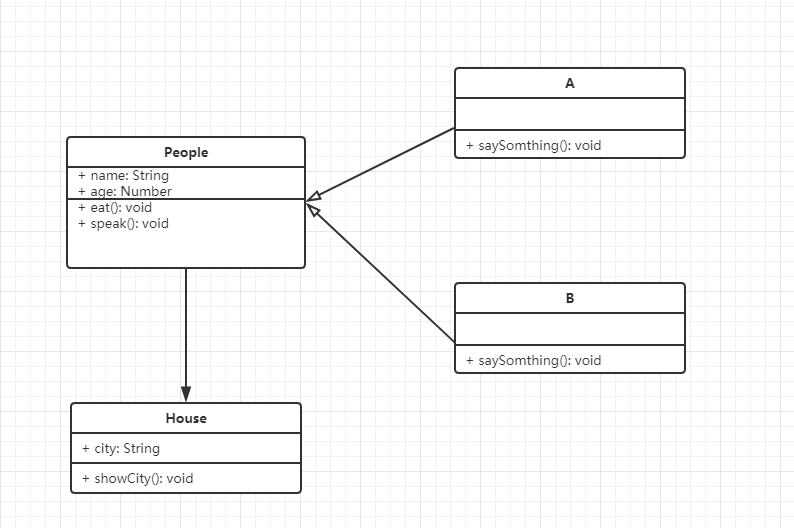 People
+ name: String
+ age: Number
+ eat(): void
+ speak(): void
A
+ saySomthing(): void
B
+ saySomthing(): void
House
+ city: String
+ showCity(): void